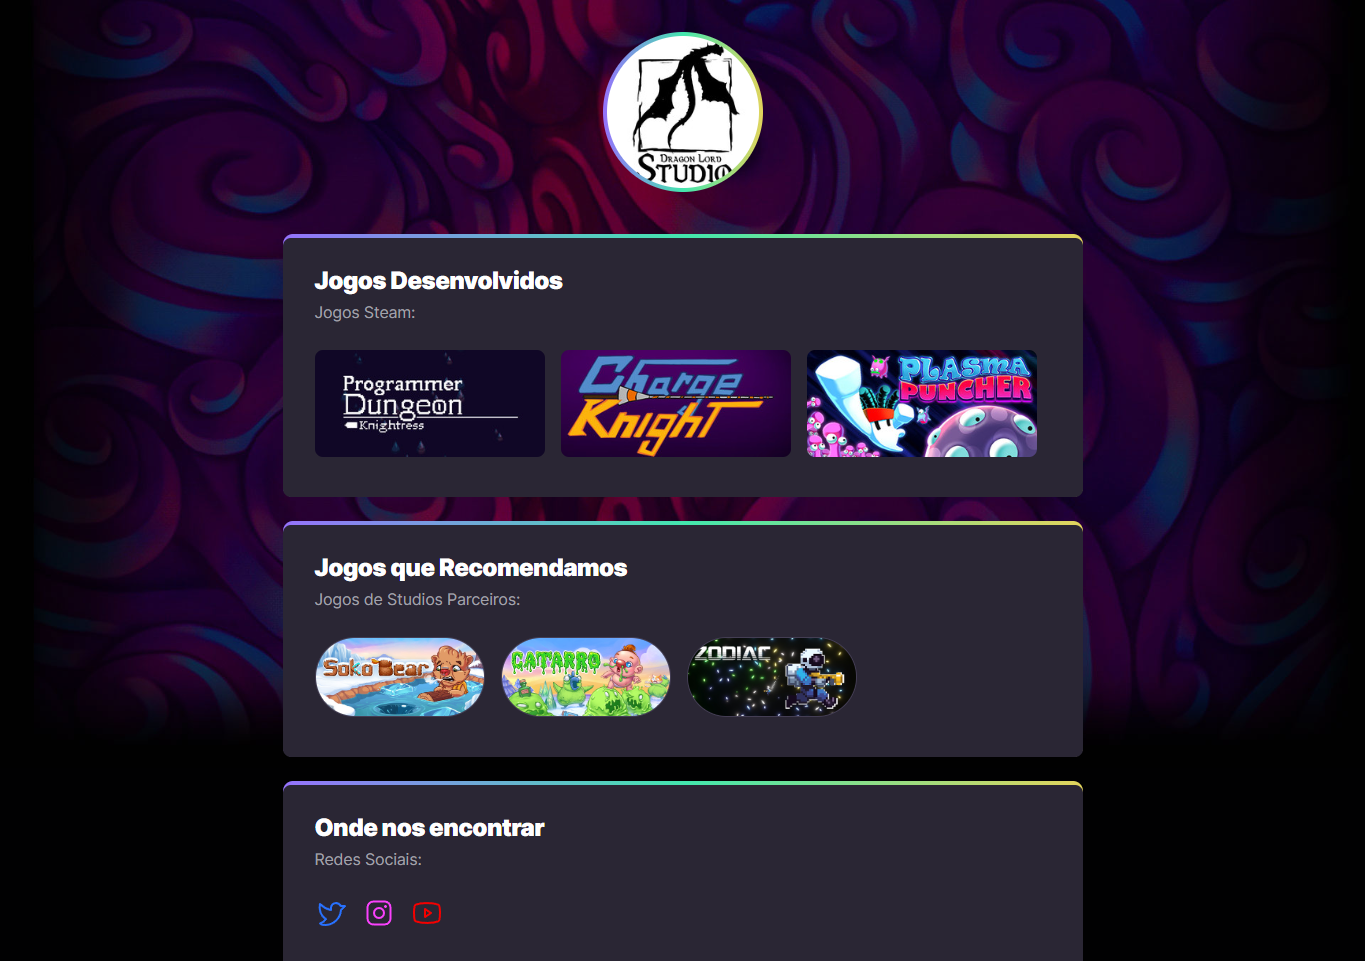 Dragon Lord
Studio
Jogos Desenvolvidos
Jogos Steam:
Programmer
Dungeon
Knightress
Charge
Knight
PLASMA
PUNCHER
Jogos que Recomendamos
Jogos de Studios Parceiros:
Soko Bear
CATARRO
ZODIAC
Onde nos encontrar
Redes Sociais: